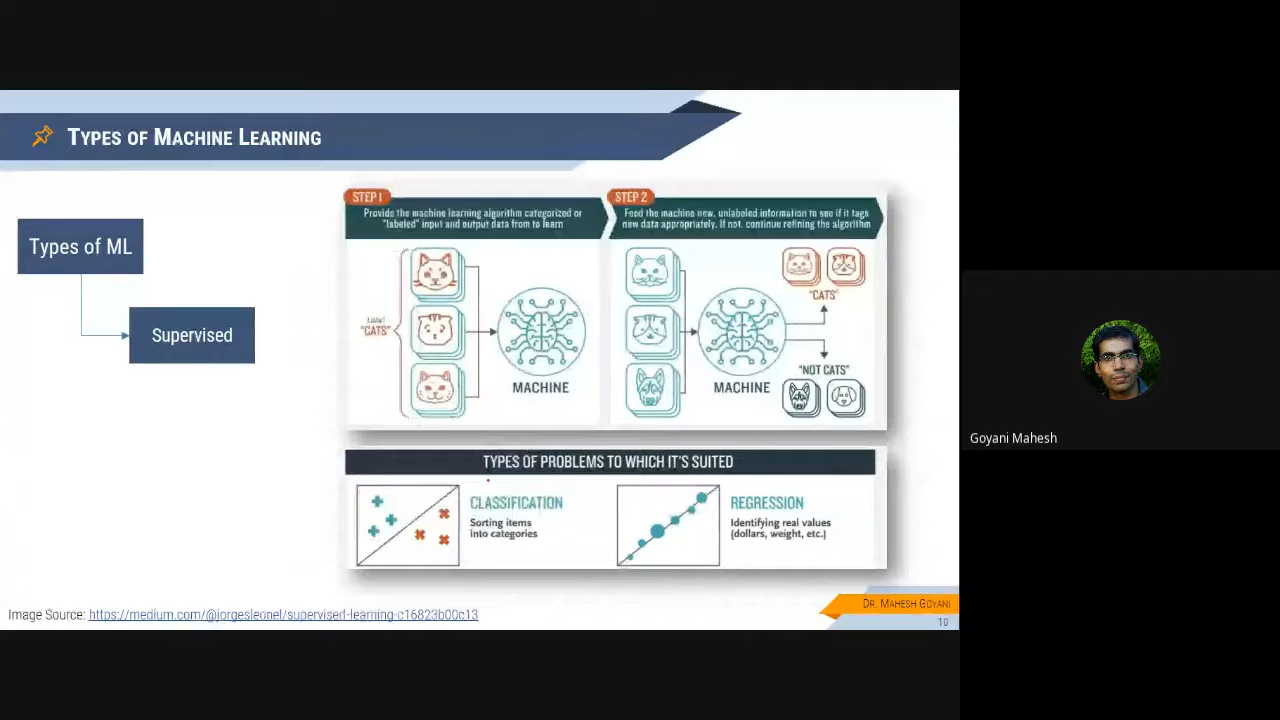 TYPES OF MACHINE LEARNING
Types of ML
Supervised
STEP 1
Provide the machine learning algorithm categorized or
"labeled" input and output data from to learn
STEP 2
Feed the machine new, unlabeled information to see if it tags
new data appropriately. If not, continue refining the algorithm
"CATS"
MACHINE
MACHINE
"CATS"
"NOT CATS"
TYPES OF PROBLEMS TO WHICH IT'S SUITED
CLASSIFICATION
Sorting items
into categories
REGRESSION
Identifying real values
(dollars, weight, etc.)
Image Source: https://medium.com/@jorgesleonel/supervised-learning-c16823b00c13
DR. MAHESH GOYANI
10
Goyani Mahesh